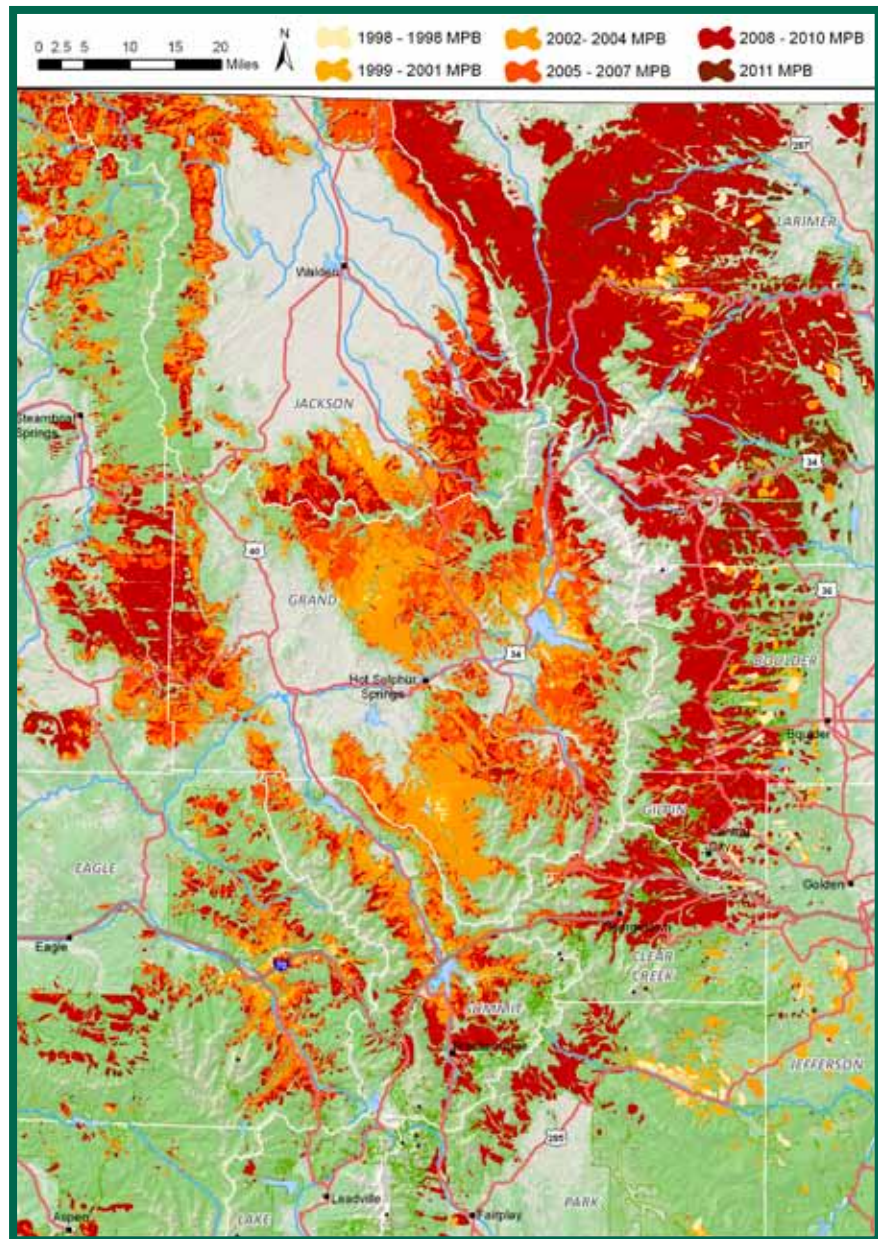 0 2.5 5 10 15 20
Miles
N
1998 - 1998 MPB
2002- 2004 MPB
2008 - 2010 MPB
1999 - 2001 MPB
2005 - 2007 MPB
2011 MPB
287
LARIMER
Walden
JACKSON
Steamboat
Springs
34
40
36
GRAND
34
BOULDER
Hot Sulphur
Springs
Boulder
GILPIN
Central
City
EAGLE
Golden
Eagle
70
CLEAR
CREEK
SUMMIT
JEFFERSON
285
Leadville
PARK
Aspen
LAKE
Fairplay